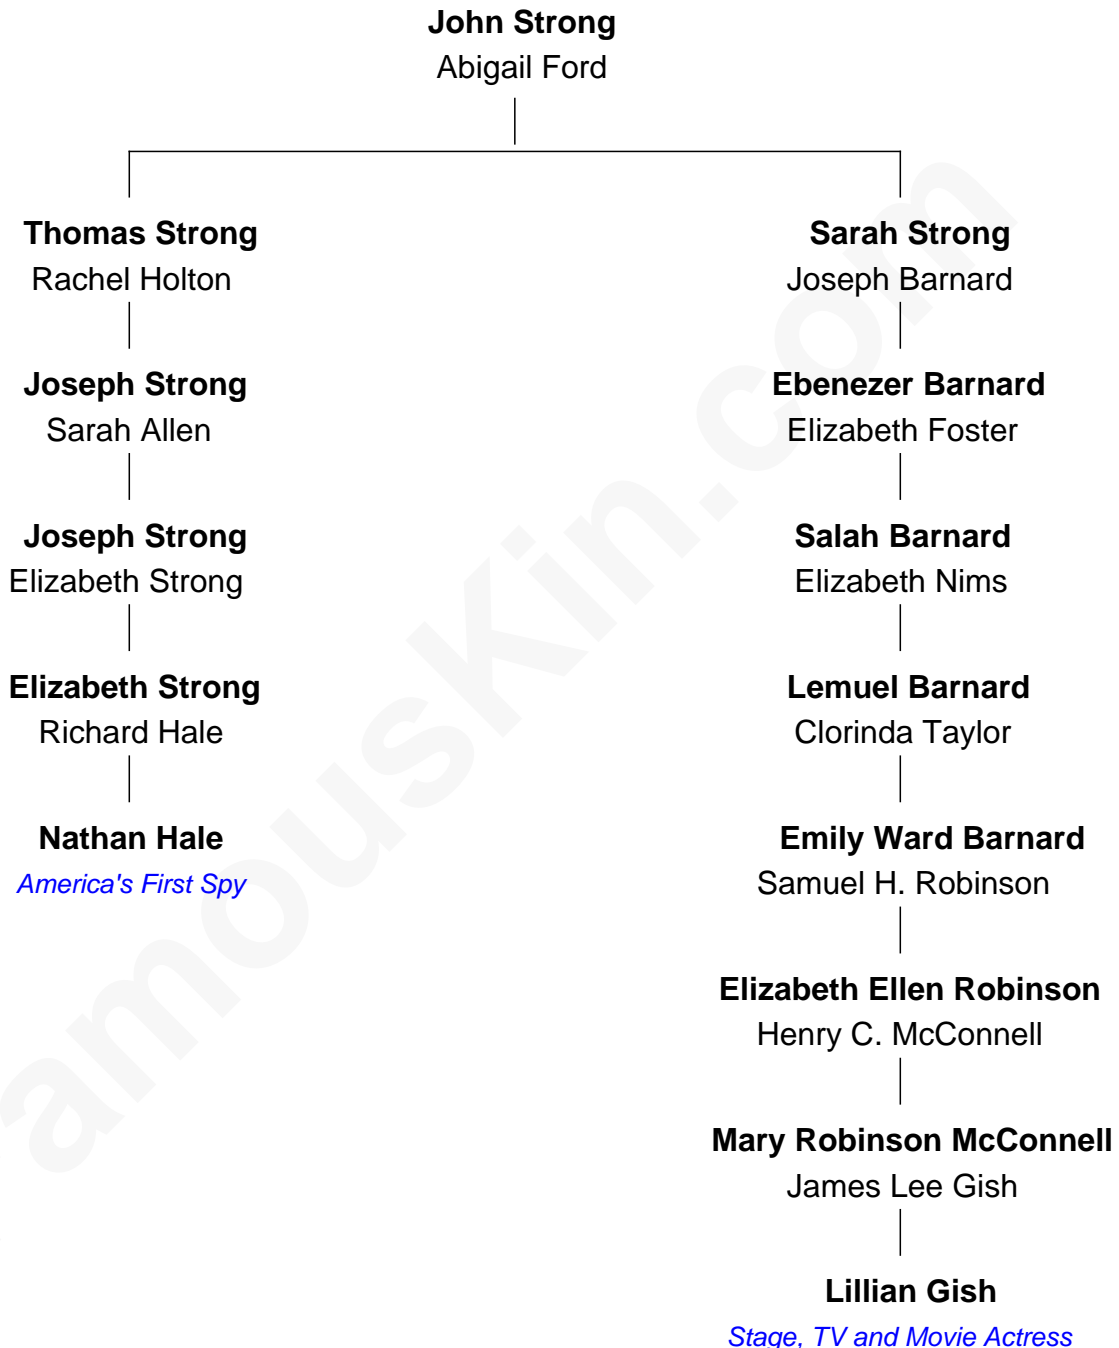 John Strong
Abigail Ford
Thomas Strong
Rachel Holton
Joseph Strong
Sarah Allen
Joseph Strong
Elizabeth Strong
Elizabeth Strong
Richard Hale
Nathan Hale
America's First Spy
Sarah Strong
Joseph Barnard
Ebenezer Barnard
Elizabeth Foster
Salah Barnard
Elizabeth Nims
Lemuel Barnard
Clorinda Taylor
Emily Ward Barnard
Samuel H. Robinson
Elizabeth Ellen Robinson
Henry C. McConnell
Mary Robinson McConnell
James Lee Gish
Lillian Gish
Stage, TV and Movie Actress
amouskin.com